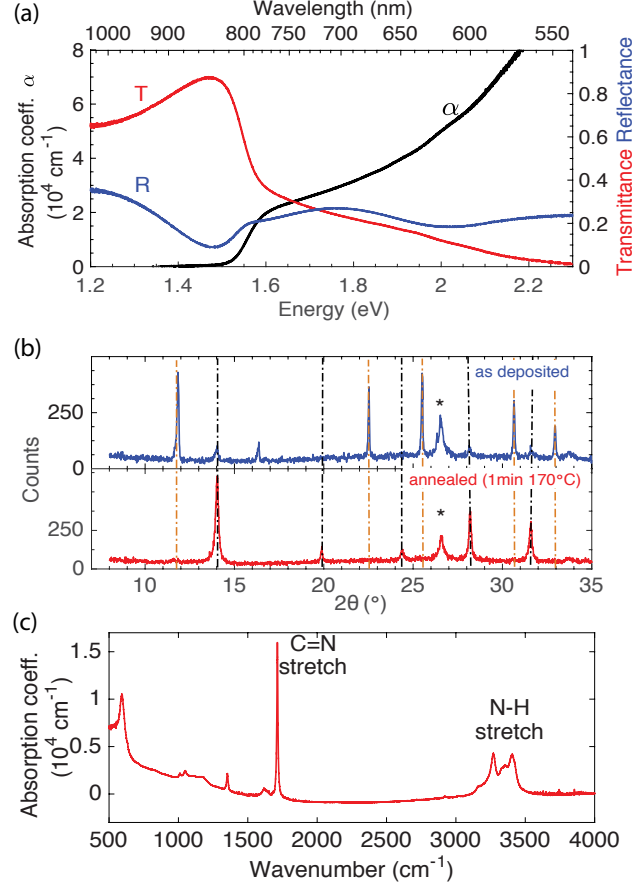 (a)
Wavelength (nm)
1000 900 850 800 750 700 650 600 550
Absorption coeff. α
(10⁴ cm⁻¹)
8
6
4
2
0
T
R
α
1
0.8
0.6
0.4
0.2
0
Transmittance Reflectance
1.2 1.4 1.6 1.8 2 2.2
Energy (eV)
(b)
as deposited
*
250
0
Counts
annealed (1min 170°C)
*
250
0
10 15 20 25 30 35
2θ (°)
(c)
C=N
stretch
N-H
stretch
Absorption coeff.
(10⁴ cm⁻¹)
1.5
1
0.5
0
500 1000 1500 2000 2500 3000 3500 4000
Wavenumber (cm⁻¹)